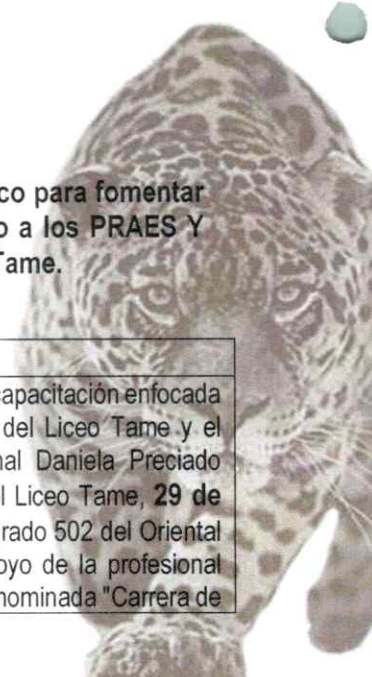 co para fomentar
o a los PRAES Y
Tame.
capacitación enfocada
del Liceo Tame y el
nal Daniela Preciado
el Liceo Tame, 29 de
rado 502 del Oriental
oyo de la profesional
nominada "Carrera de